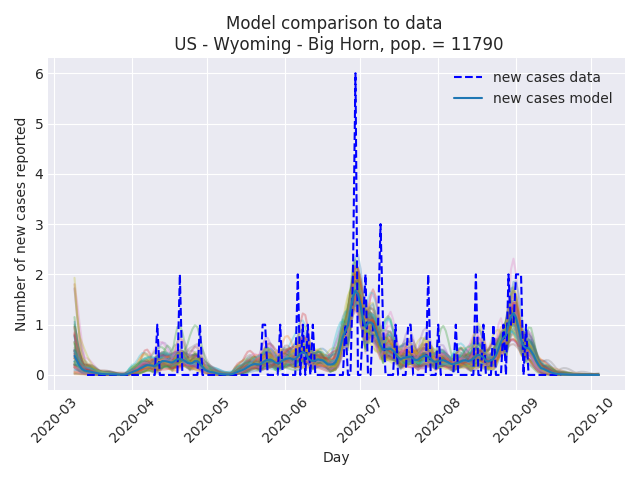 Model comparison to data
US - Wyoming - Big Horn, pop. = 11790
new cases data
new cases model
Number of new cases reported
6
5
4
3
2
1
0
2020-03
2020-04
2020-05
2020-06
2020-07
2020-08
2020-09
2020-10
Day